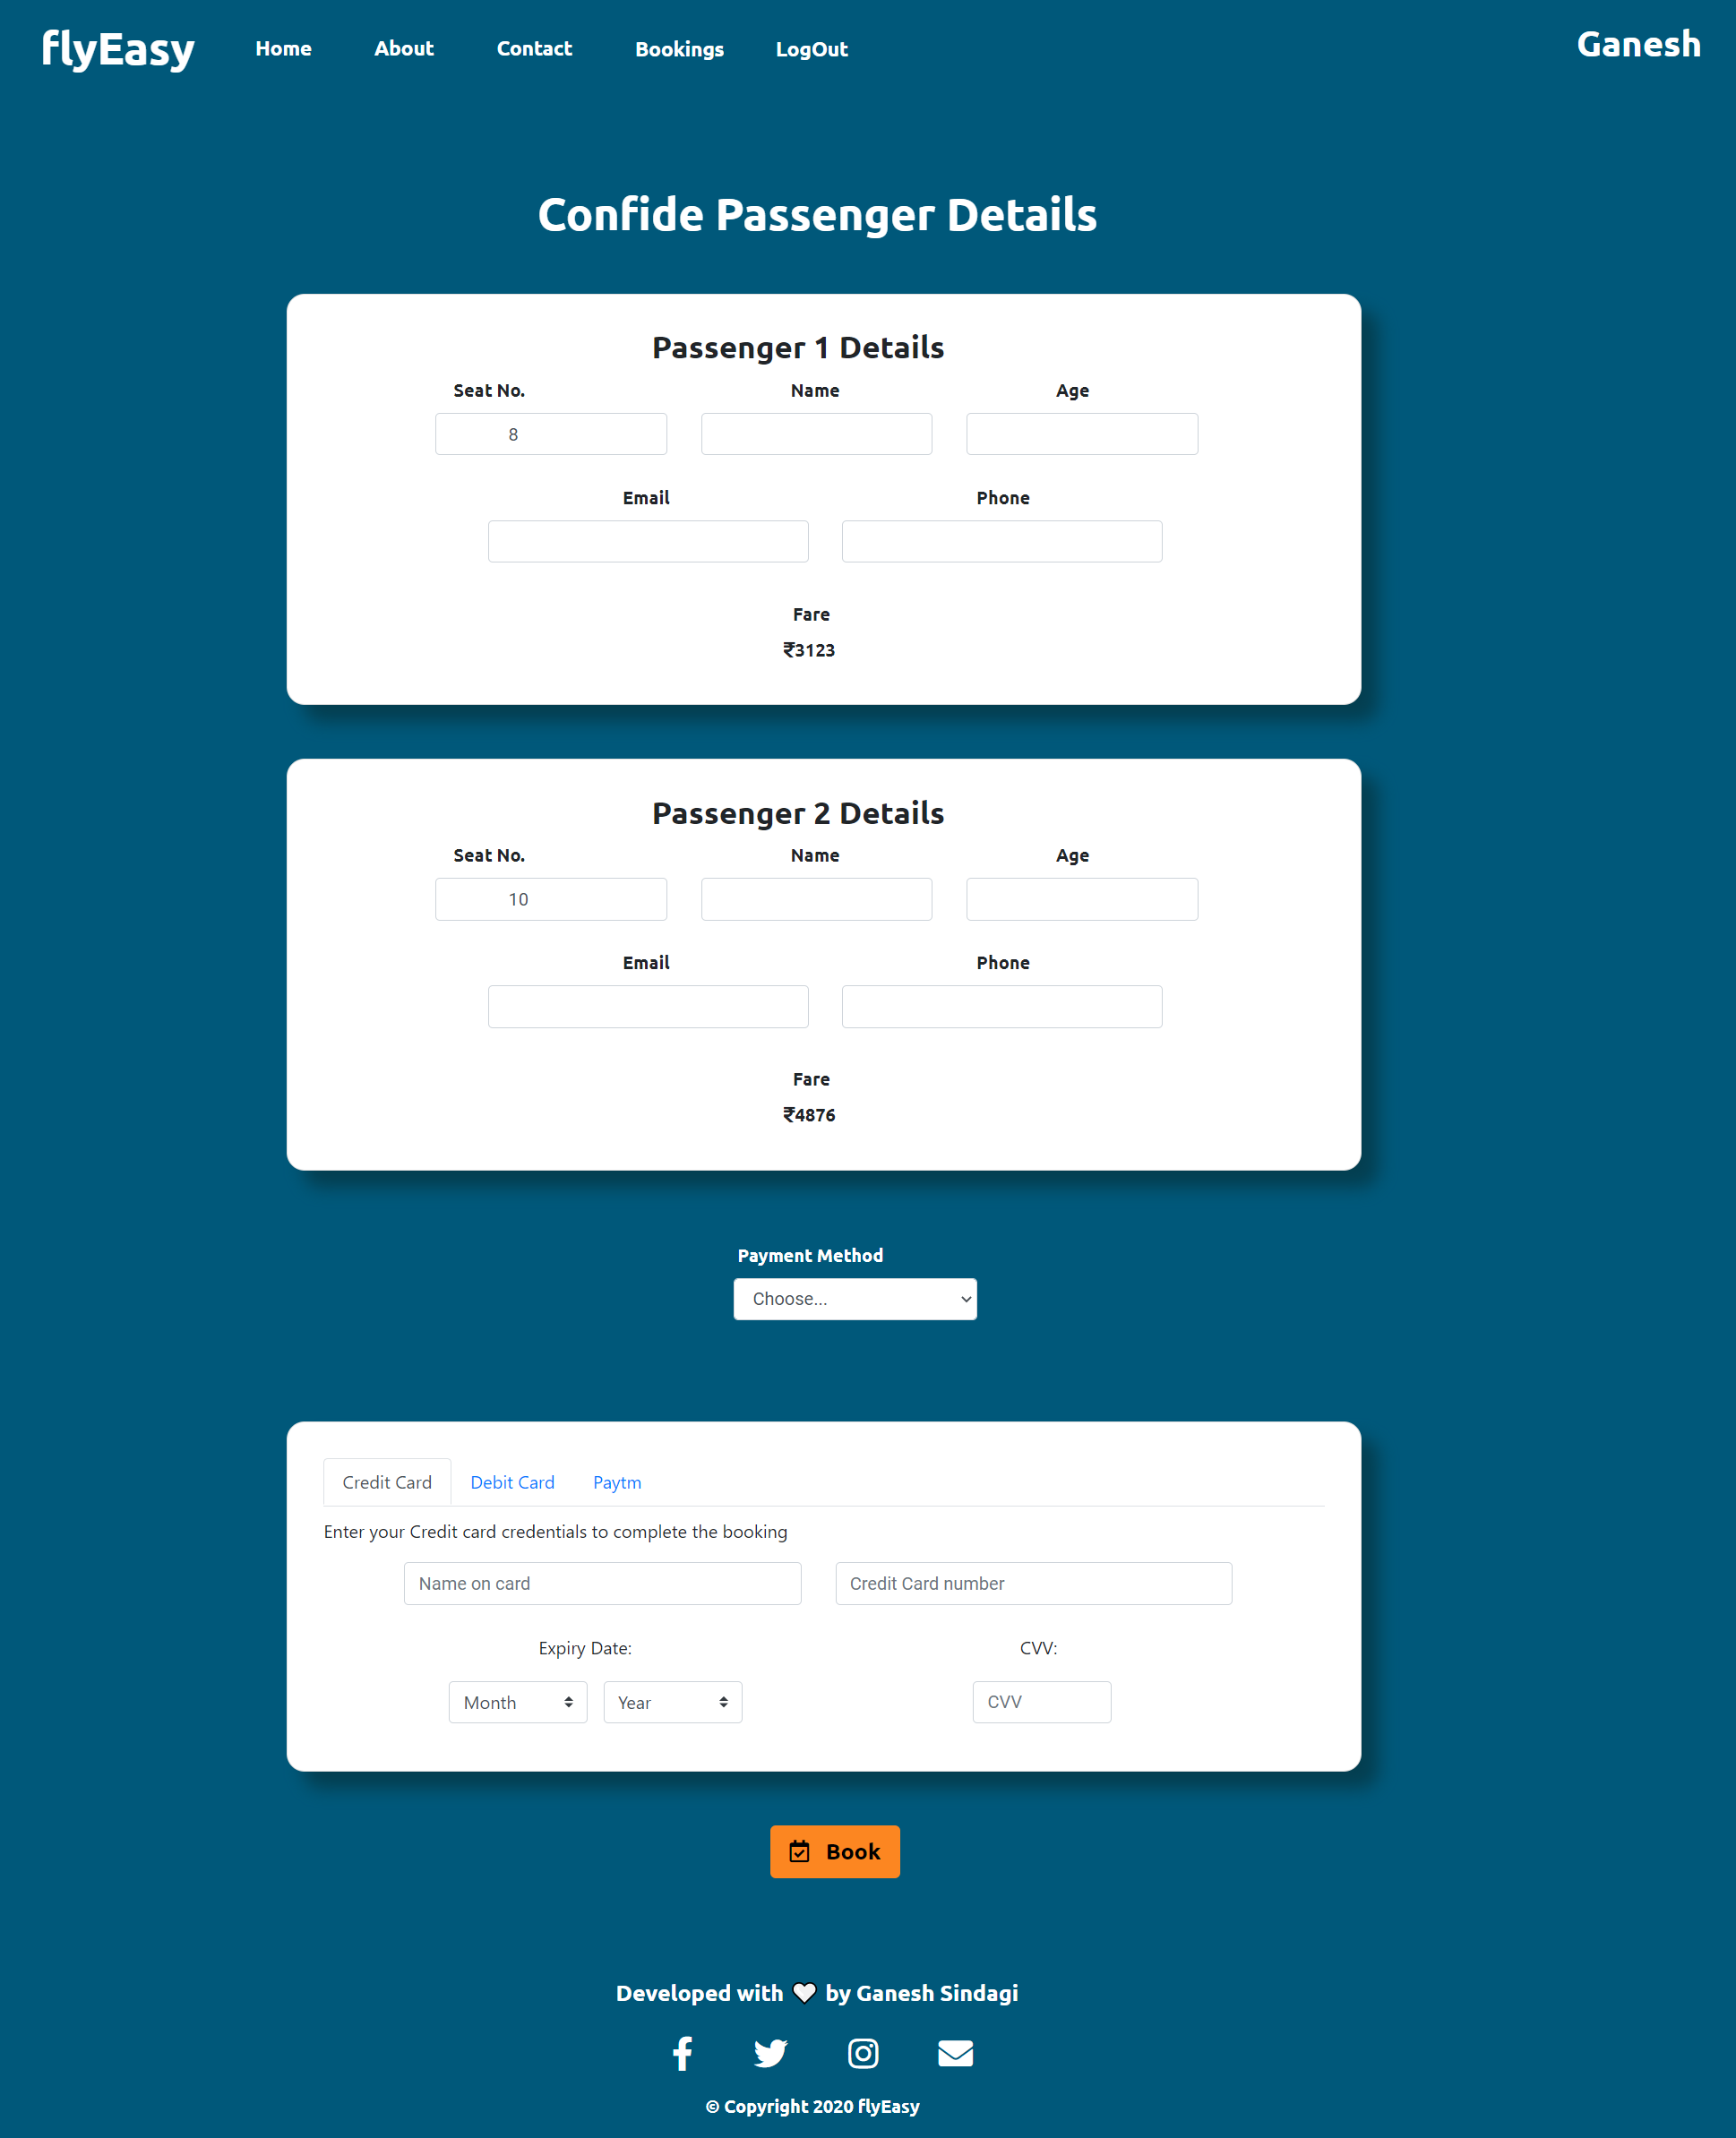 flyEasy Home About Contact Bookings LogOut Ganesh
Confide Passenger Details
Passenger 1 Details
Seat No. Name Age
8
Email Phone
Fare
₹3123
Passenger 2 Details
Seat No. Name Age
10
Email Phone
Fare
₹4876
Payment Method
Choose...
Credit Card Debit Card Paytm
Enter your Credit card credentials to complete the booking
Name on card Credit Card number
Expiry Date: CVV:
Month Year CVV
Book
Developed with by Ganesh Sindagi
© Copyright 2020 flyEasy